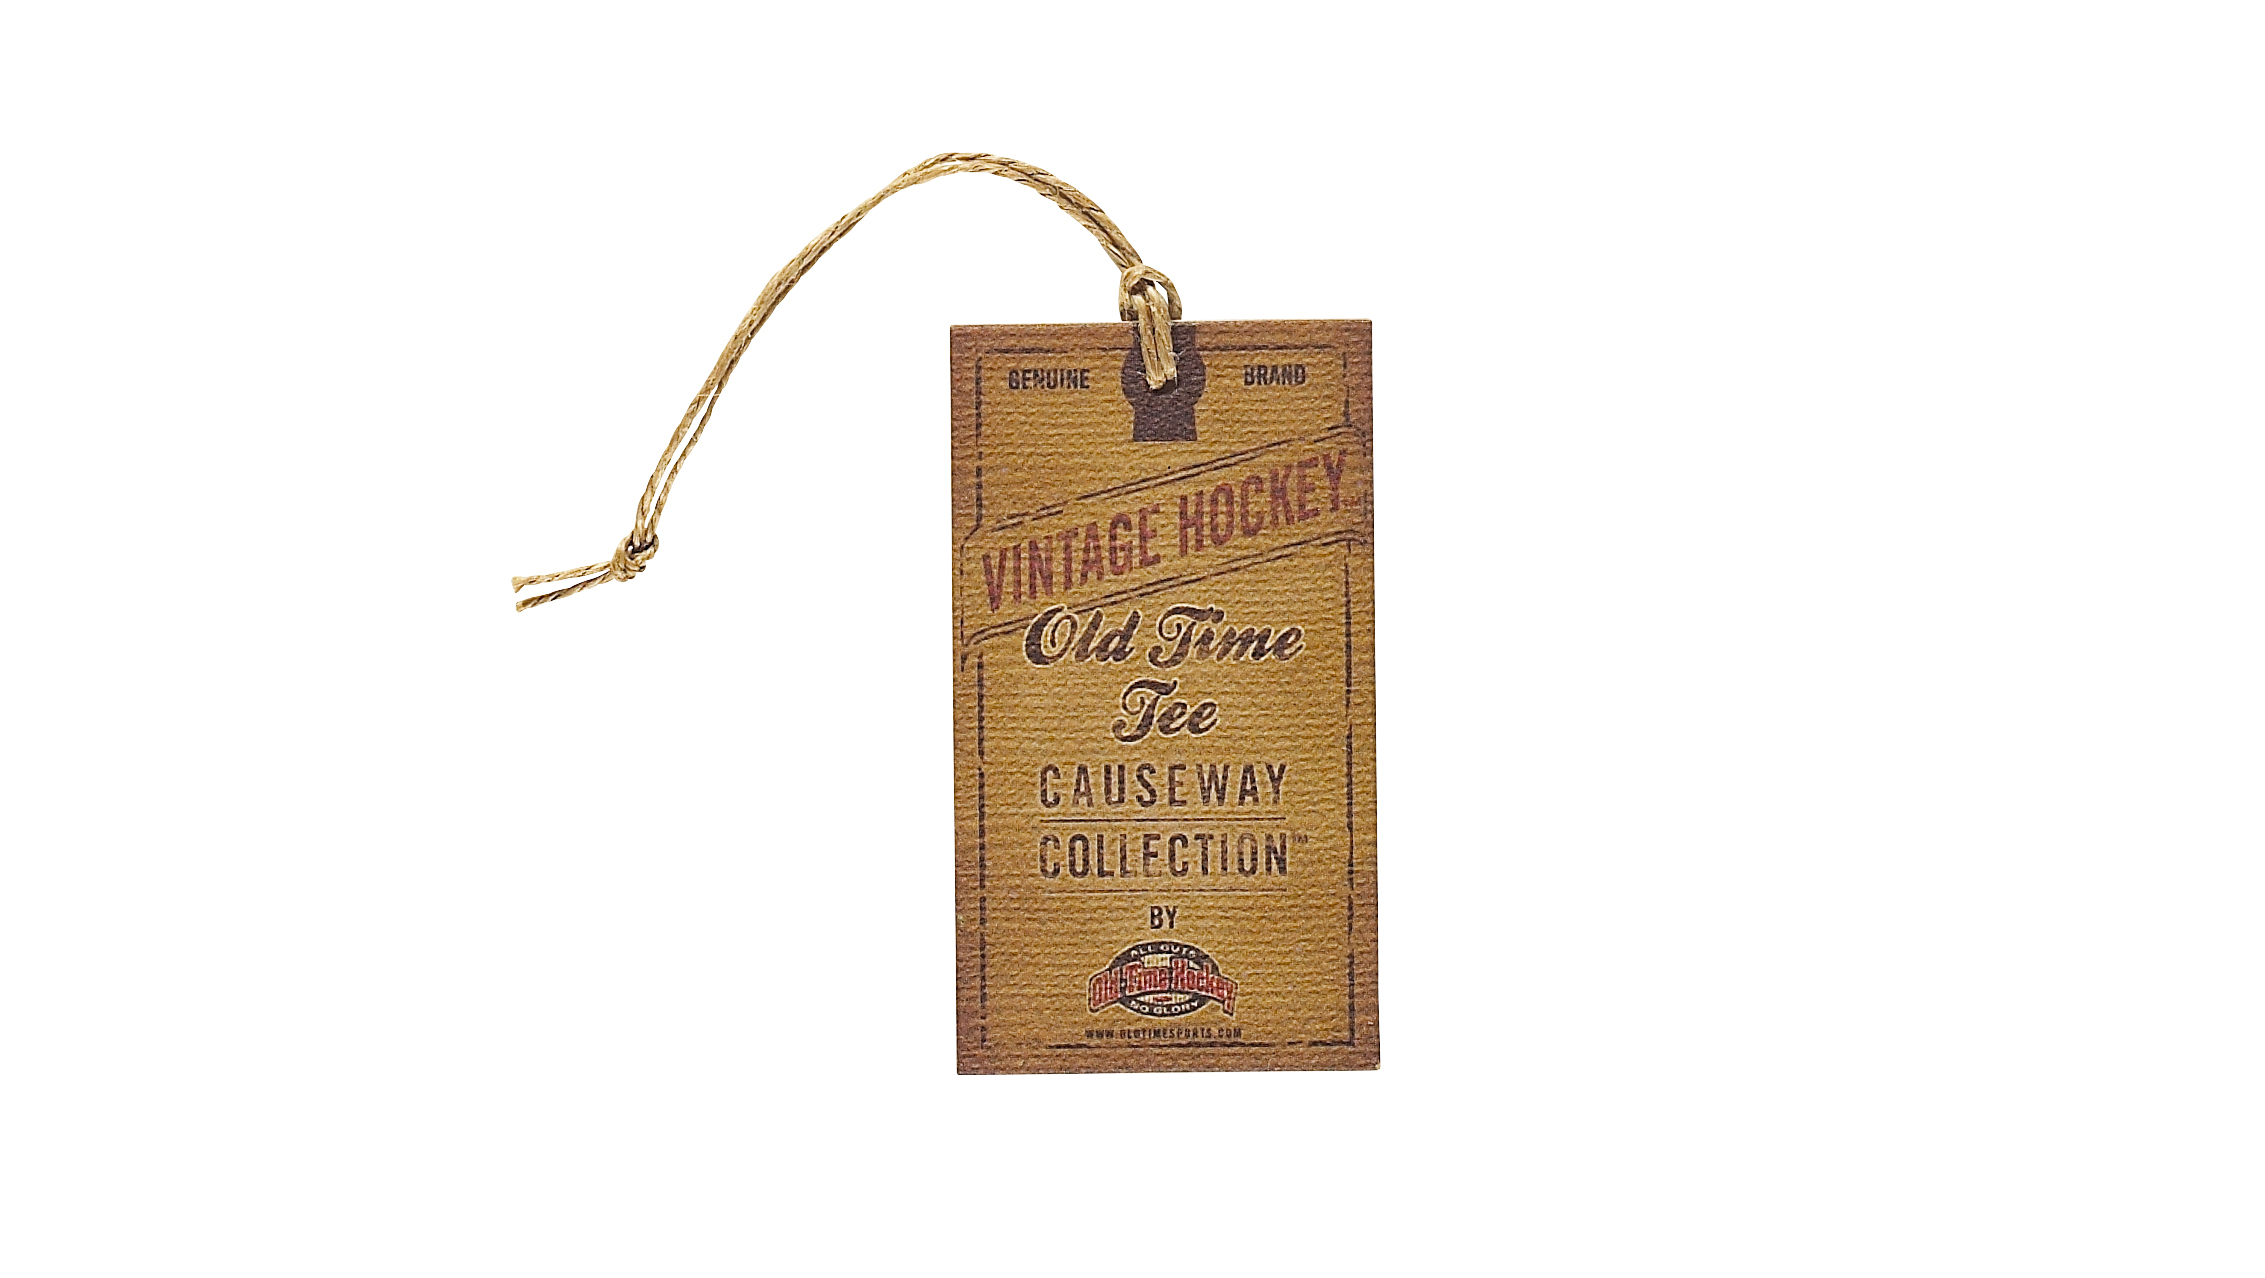 GENUINE BRAND
VINTAGE HOCKEY™
Old Time
Tee
CAUSEWAY
COLLECTION™
BY
ALL GUTS
Old Time Hockey
NO GLORY
WWW.OLDTIMESPORTS.COM